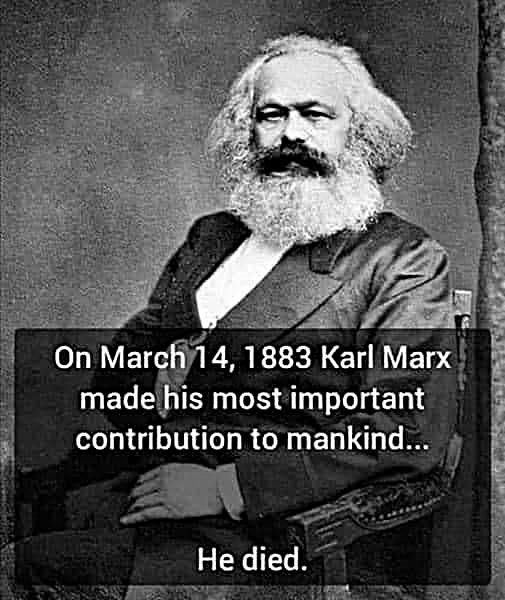 On March 14, 1883 Karl Marx
made his most important
contribution to mankind...
He died.